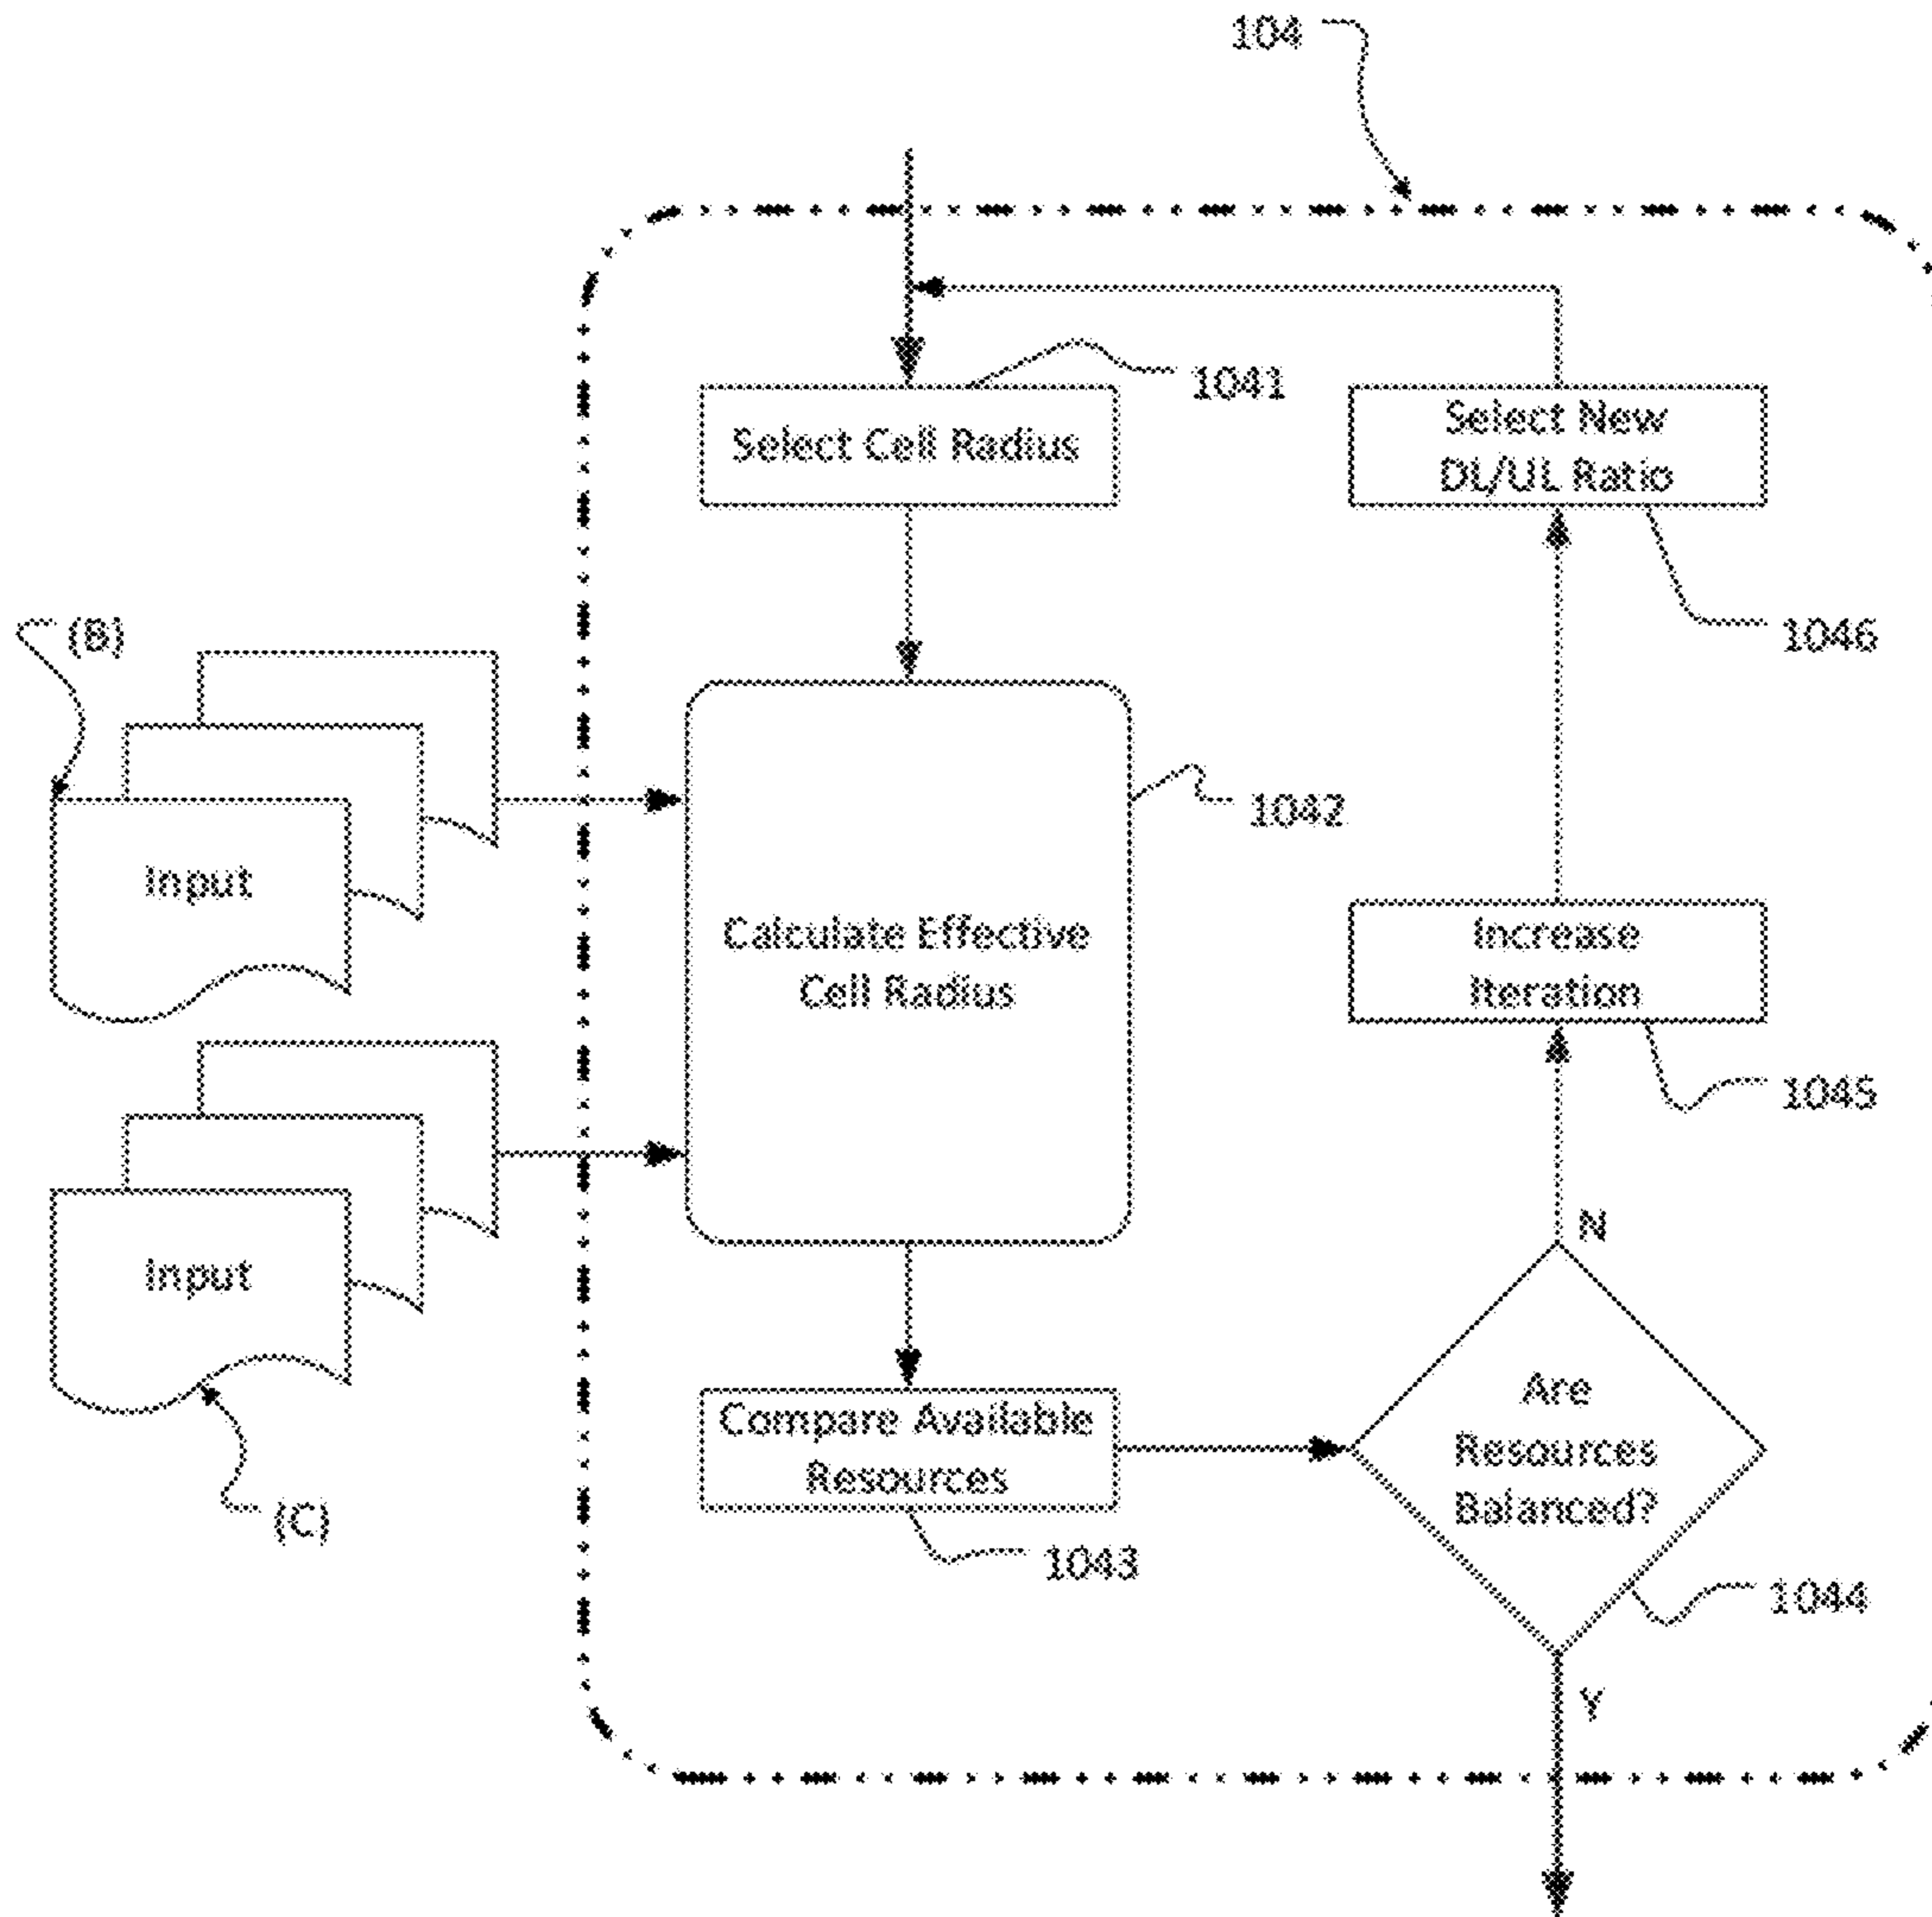 104
1041
Select Cell Radius
Select New
DL/UL Ratio
1046
(B)
1042
Input
Calculate Effective
Cell Radius
Increase
Iteration
1045
N
Input
Are
Resources
Balanced?
Compare Available
Resources
(C)
1043
1044
Y